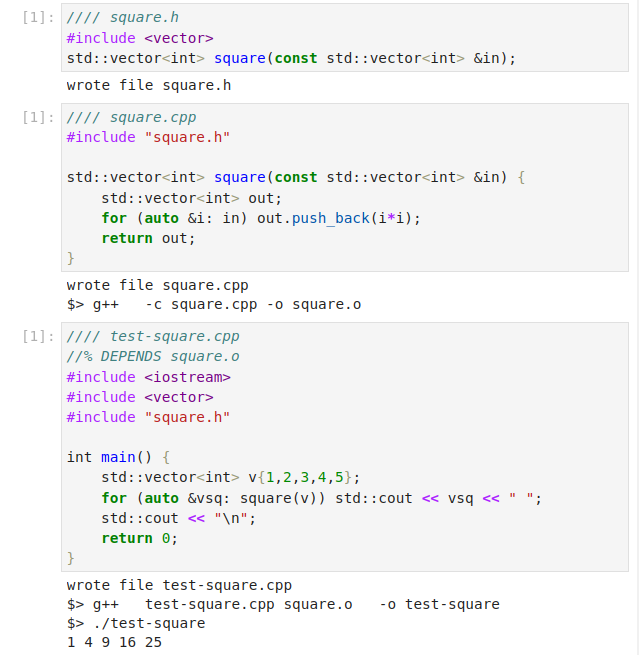 [1]: //// square.h
#include <vector>
std::vector<int> square(const std::vector<int> &in);
wrote file square.h
[1]: //// square.cpp
#include "square.h"

std::vector<int> square(const std::vector<int> &in) {
    std::vector<int> out;
    for (auto &i: in) out.push_back(i*i);
    return out;
}
wrote file square.cpp
$> g++   -c square.cpp -o square.o
[1]: //// test-square.cpp
//% DEPENDS square.o
#include <iostream>
#include <vector>
#include "square.h"

int main() {
    std::vector<int> v{1,2,3,4,5};
    for (auto &vsq: square(v)) std::cout << vsq << " ";
    std::cout << "\n";
    return 0;
}
wrote file test-square.cpp
$> g++   test-square.cpp square.o   -o test-square
$> ./test-square
1 4 9 16 25